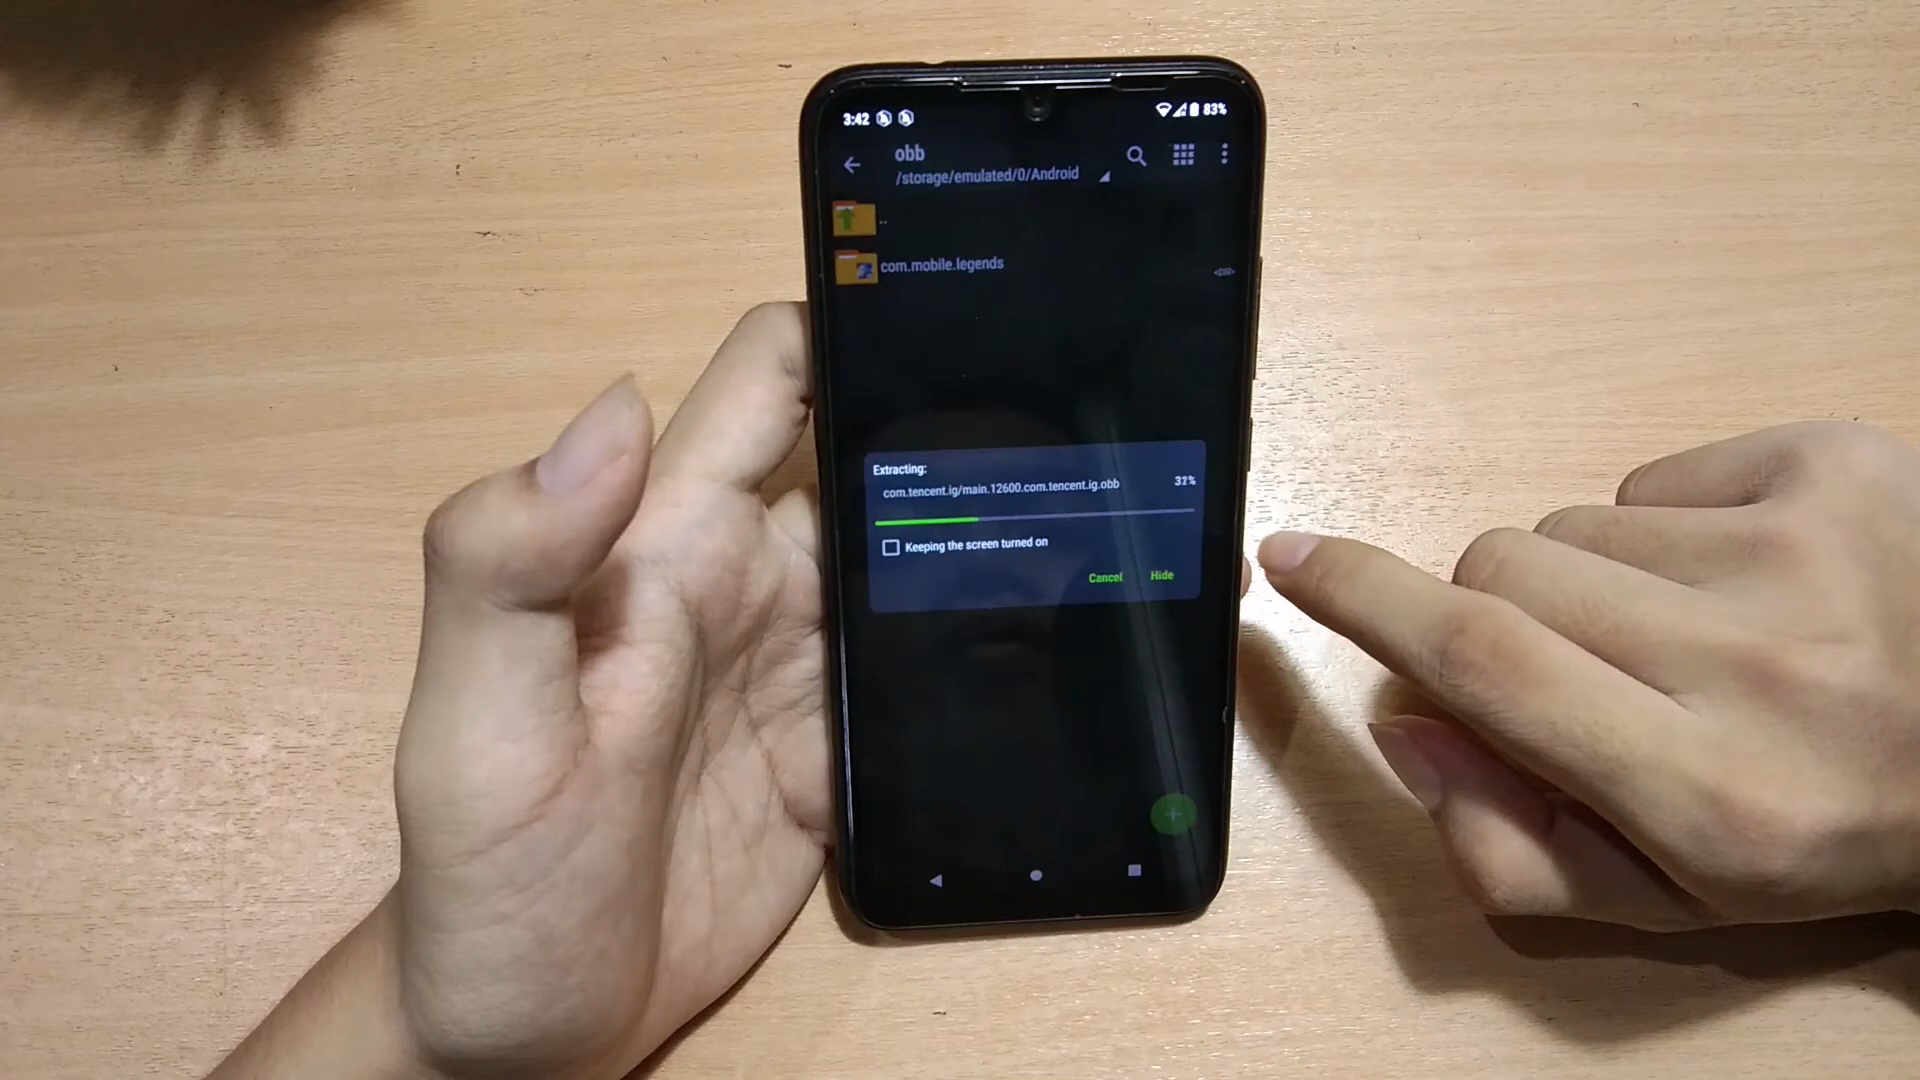 3:42 83%
obb
/storage/emulated/0/Android
..
com.mobile.legends
<DIR>
Extracting:
com.tencent.ig/main.12600.com.tencent.ig.obb
Keeping the screen turned on
Cancel Hide